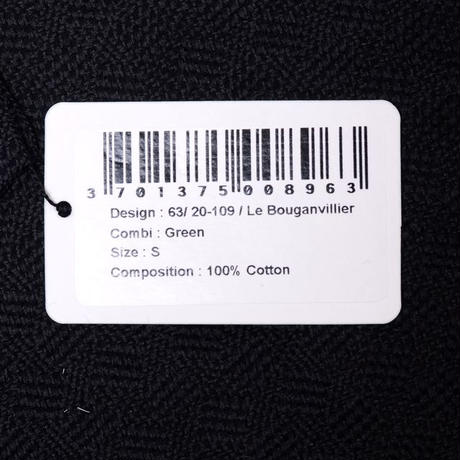 3 701375 008963
Design : 63/ 20-109 / Le Bouganvillier
Combi : Green
Size : S
Composition : 100% Cotton